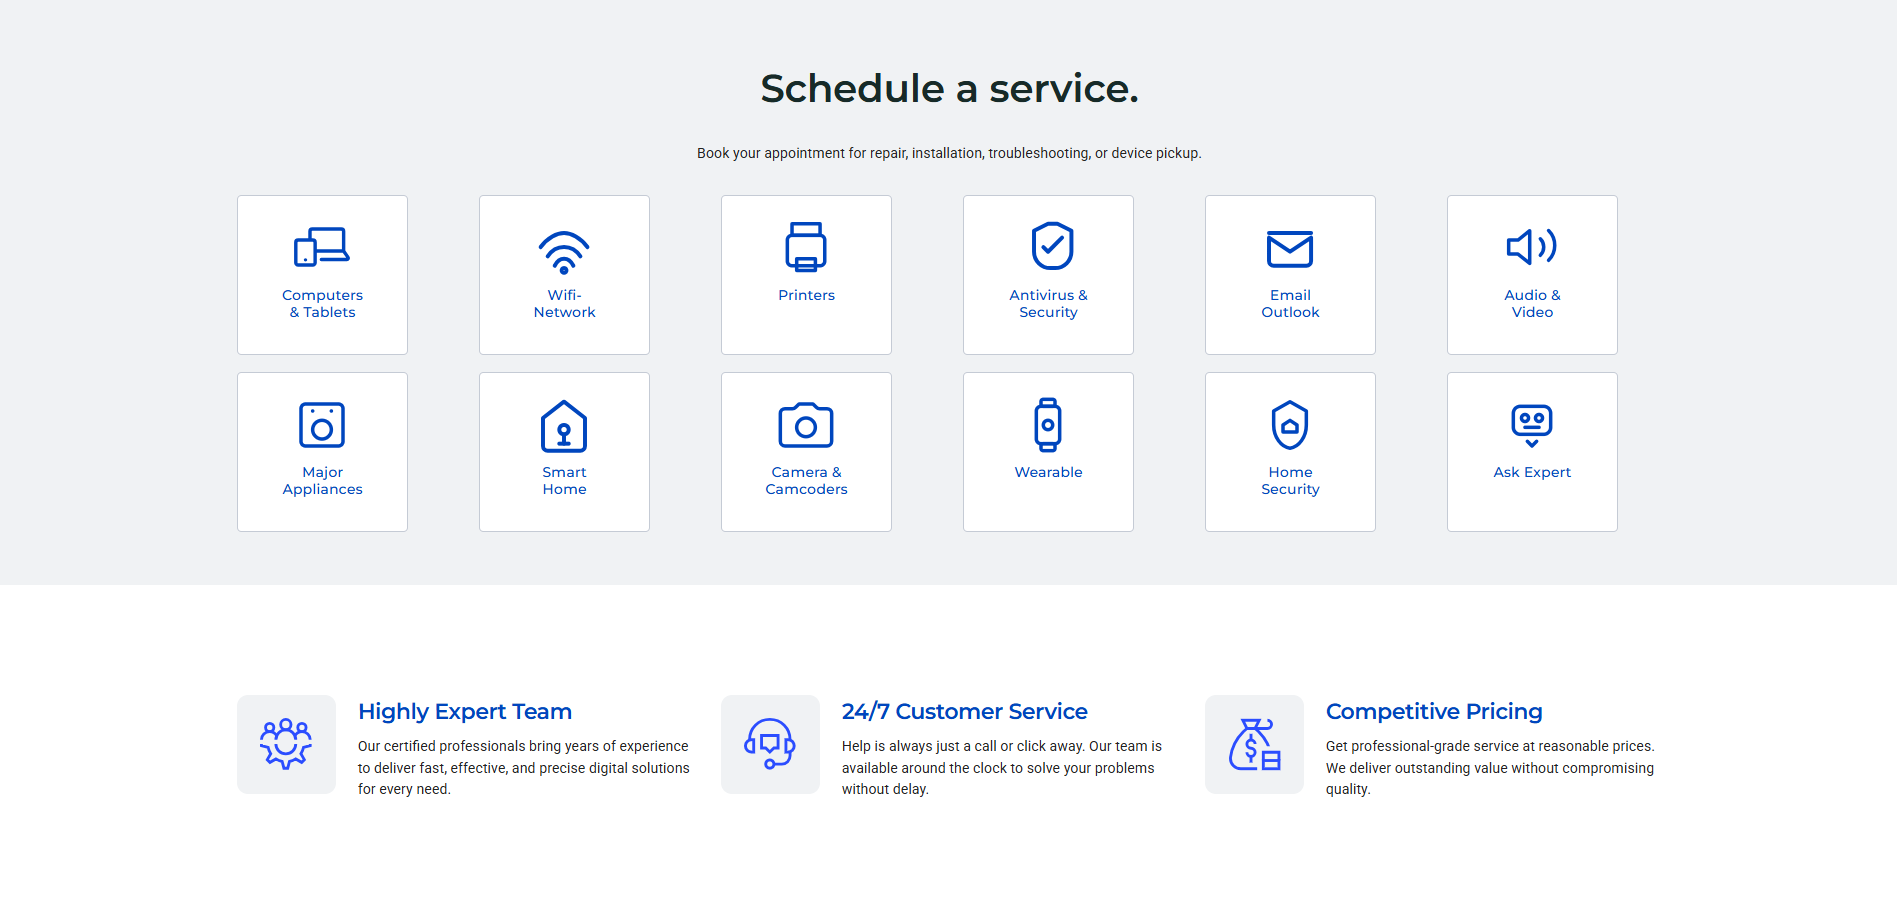 Schedule a service.
Book your appointment for repair, installation, troubleshooting, or device pickup.
Computers
& Tablets
Wifi-
Network
Printers
Antivirus &
Security
Email
Outlook
Audio &
Video
Major
Appliances
Smart
Home
Camera &
Camcoders
Wearable
Home
Security
Ask Expert
Highly Expert Team
Our certified professionals bring years of experience
to deliver fast, effective, and precise digital solutions
for every need.
24/7 Customer Service
Help is always just a call or click away. Our team is
available around the clock to solve your problems
without delay.
Competitive Pricing
Get professional-grade service at reasonable prices.
We deliver outstanding value without compromising
quality.